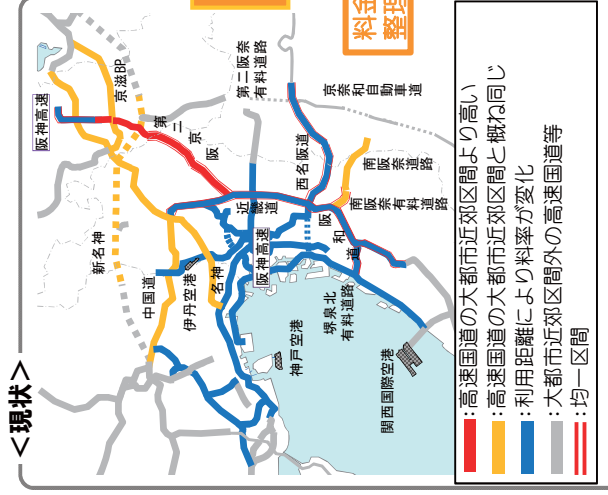 ＜現状＞
料金
整理
阪神高速
京滋BP
新名神
第二京阪
第二阪奈
有料道路
中国道
伊丹空港
名神
近畿道
阪神高速
西名阪道
京奈和自動車道
南阪奈道路
南阪奈有料道路
阪和道
堺泉北
有料道路
神戸空港
関西国際空港
：高速国道の大都市近郊区間より高い
：高速国道の大都市近郊区間と概ね同じ
：利用距離により料率が変化
：大都市近郊区間外の高速国道等
：均一区間